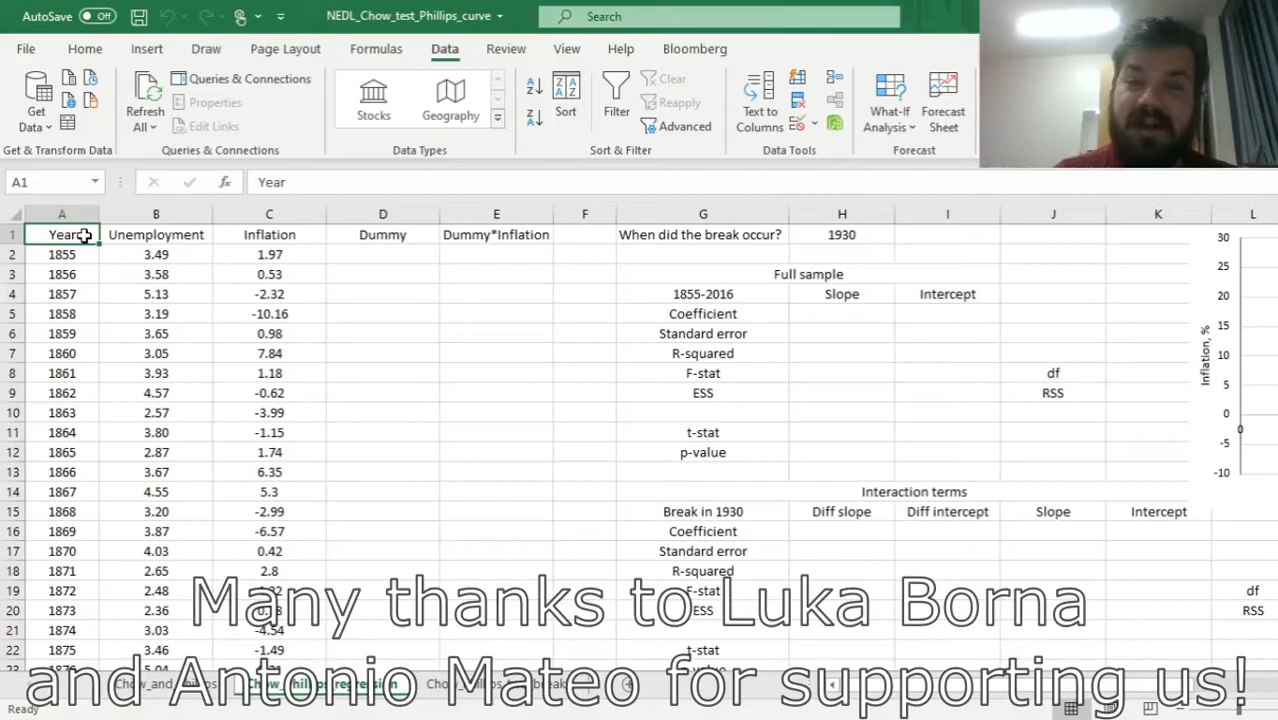 AutoSave Off NEDL_Chow_test_Phillips_curve Search
File Home Insert Draw Page Layout Formulas Data Review View Help Bloomberg
Get Data Refresh All Queries & Connections Properties Edit Links Stocks Geography Sort Filter Clear Reapply Advanced Text to Columns What-If Analysis Forecast Sheet
Get & Transform Data Queries & Connections Data Types Sort & Filter Data Tools Forecast
A1 fx Year
A B C D E F G H I J K L
1 Year Unemployment Inflation Dummy Dummy*Inflation When did the break occur? 1930
2 1855 3.49 1.97
3 1856 3.58 0.53 Full sample
4 1857 5.13 -2.32 1855-2016 Slope Intercept
5 1858 3.19 -10.16 Coefficient
6 1859 3.65 0.98 Standard error
7 1860 3.05 7.84 R-squared
8 1861 3.93 1.18 F-stat df
9 1862 4.57 -0.62 ESS RSS
10 1863 2.57 -3.99
11 1864 3.80 -1.15 t-stat
12 1865 2.87 1.74 p-value
13 1866 3.67 6.35
14 1867 4.55 5.3 Interaction terms
15 1868 3.20 -2.99 Break in 1930 Diff slope Diff intercept Slope Intercept
16 1869 3.87 -6.57 Coefficient
17 1870 4.03 0.42 Standard error
18 1871 2.65 2.8 R-squared
19 1872 2.48 F-stat df
20 1873 2.36 ESS RSS
21 1874 3.03 -4.54
22 1875 3.46 -1.49 t-stat
30
25
20
15
10
5
0
-5
-10
0
Inflation, %
Many thanks to Luka Borna
and Antonio Mateo for supporting us!
Ready